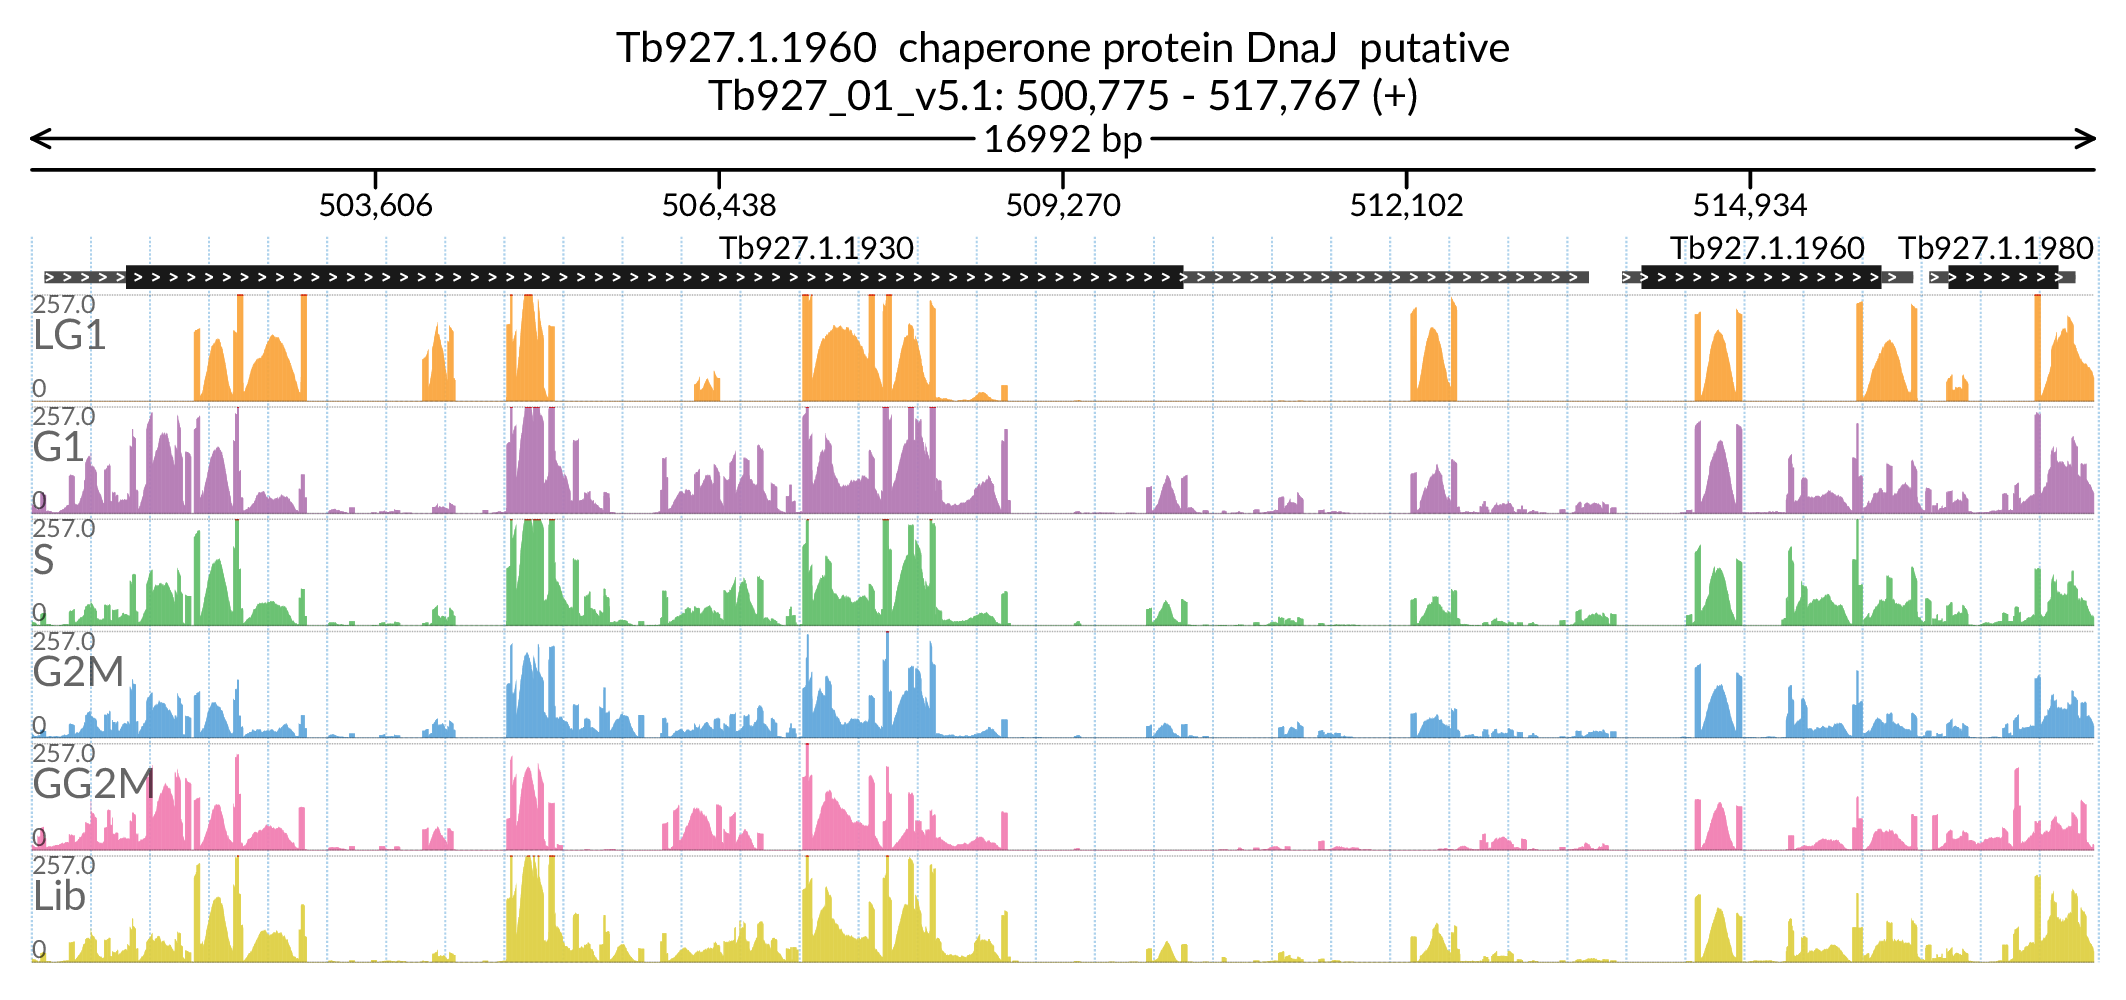 Tb927.1.1960 chaperone protein DnaJ putative
Tb927_01_v5.1: 500,775 - 517,767 (+)
16992 bp
503,606 506,438 509,270 512,102 514,934
Tb927.1.1930 Tb927.1.1960 Tb927.1.1980
257.0
LG1
0
257.0
G1
0
257.0
S
0
257.0
G2M
0
257.0
GG2M
0
257.0
Lib
0